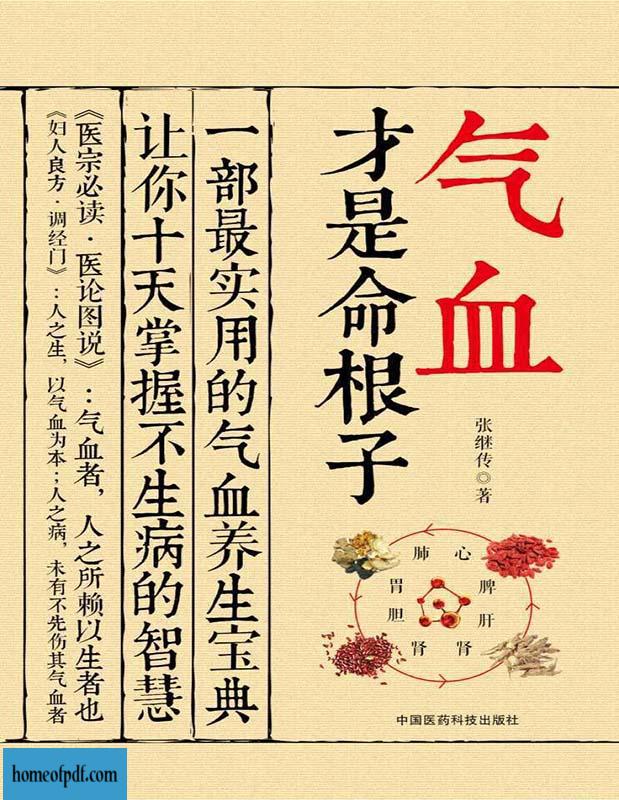 气血
才是命根子
张继传◎著
一部最实用的气血养生宝典
让你十天掌握不生病的智慧
《医宗必读·医论图说》：气血者，人之所赖以生者也
《妇人良方·调经门》：人之生，以气血为本；人之病，未有不先伤其气血者
肺 心
胃 脾
胆 肝
肾 肾
中国医药科技出版社
homeofpdf.com